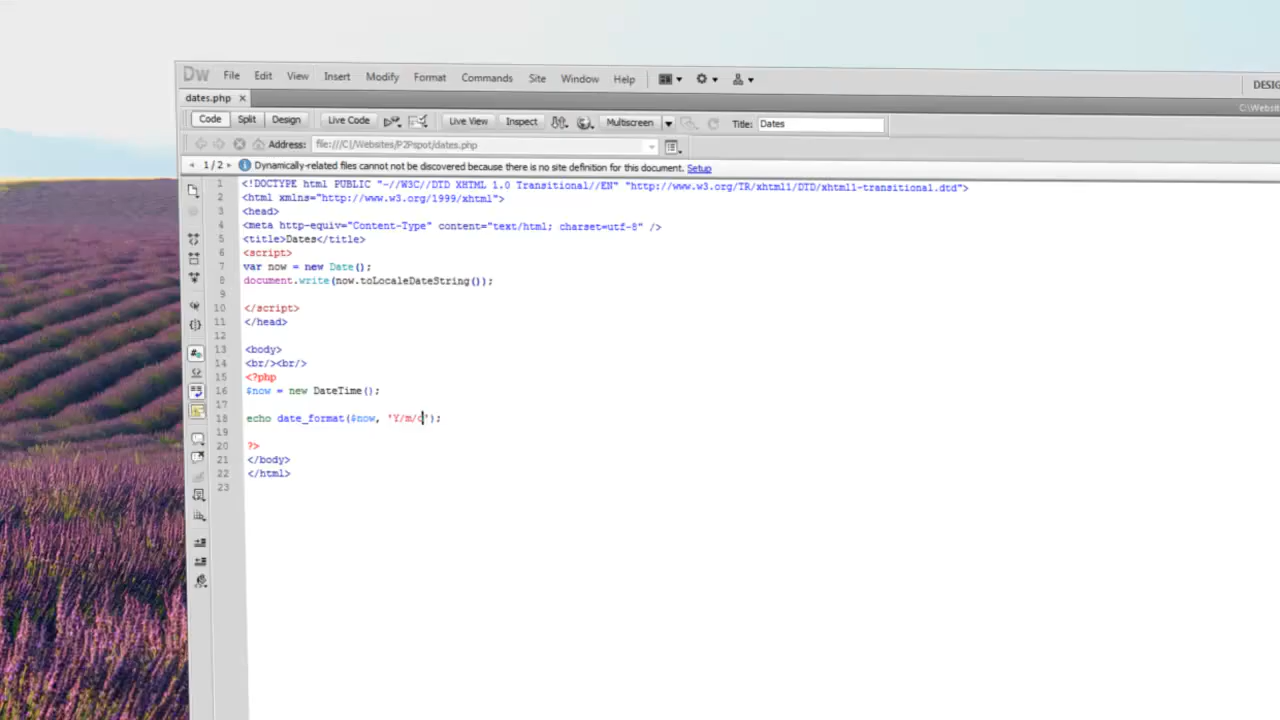 Dw File Edit View Insert Modify Format Commands Site Window Help
dates.php
Code Split Design Live Code Live View Inspect Multiscreen Title: Dates
Address: file:///C|/Websites/P2Pspot/dates.php
1 / 2 Dynamically-related files cannot not be discovered because there is no site definition for this document. Setup
1 <!DOCTYPE html PUBLIC "-//W3C//DTD XHTML 1.0 Transitional//EN" "http://www.w3.org/TR/xhtml1/DTD/xhtml1-transitional.dtd">
2 <html xmlns="http://www.w3.org/1999/xhtml">
3 <head>
4 <meta http-equiv="Content-Type" content="text/html; charset=utf-8" />
5 <title>Dates</title>
6 <script>
7 var now = new Date();
8 document.write(now.toLocaleDateString());
9
10 </script>
11 </head>
12
13 <body>
14 <br/><br/>
15 <?php
16 $now = new DateTime();
17
18 echo date_format($now, 'Y/m/d');
19
20 ?>
21 </body>
22 </html>
23